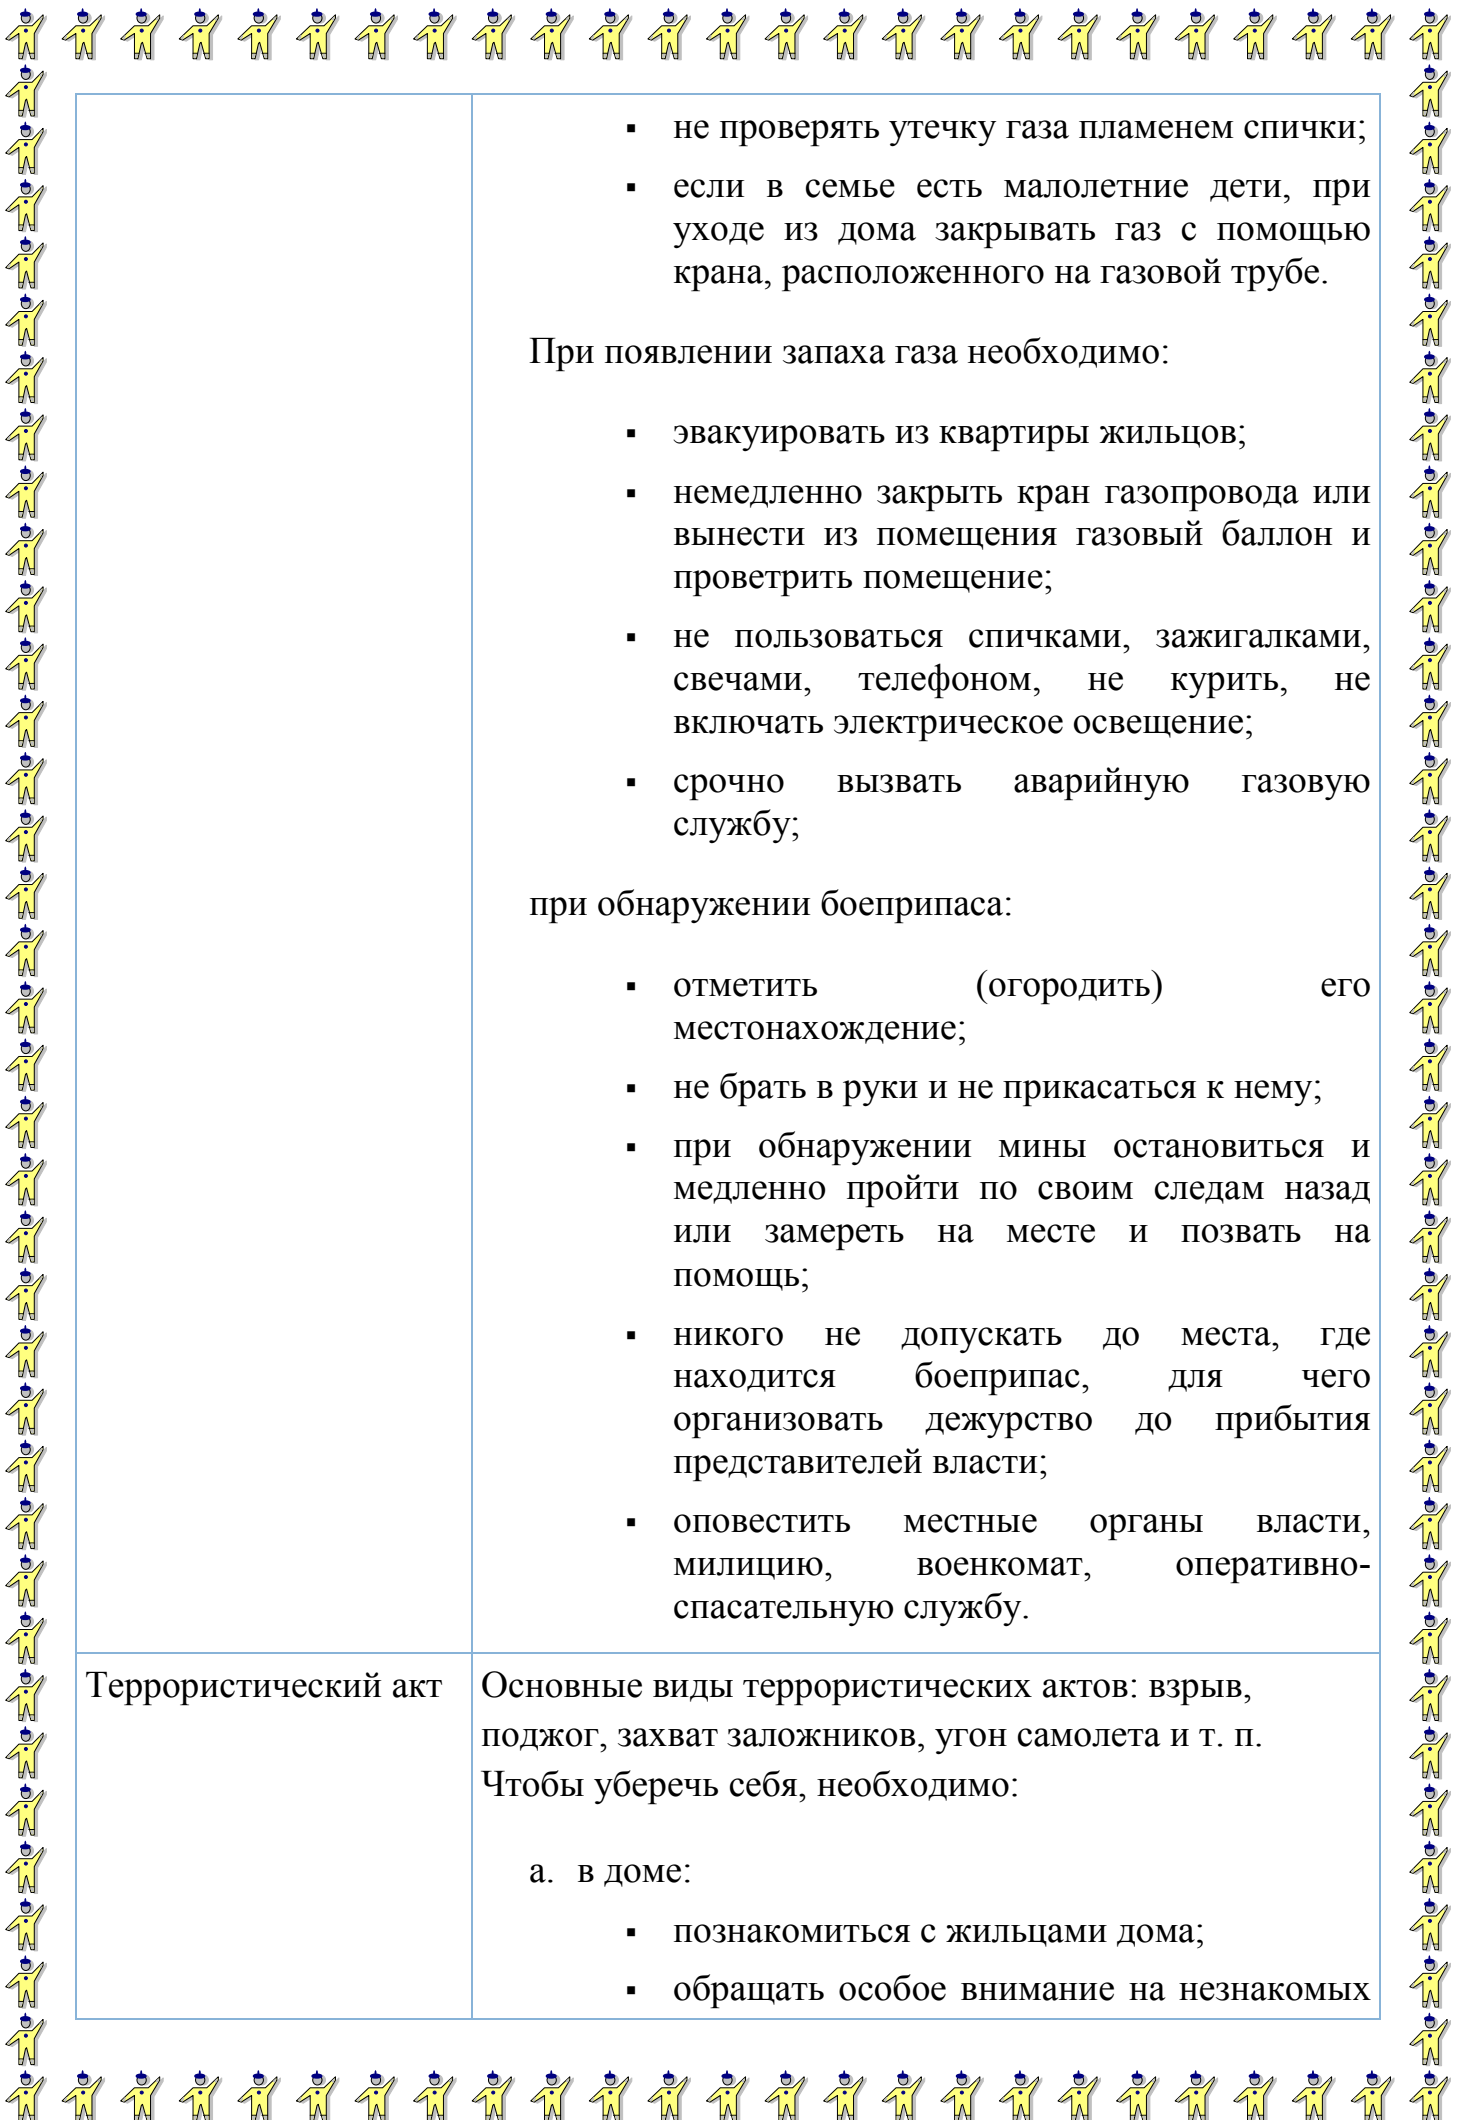 ▪ не проверять утечку газа пламенем спички;
▪ если в семье есть малолетние дети, при
уходе из дома закрывать газ с помощью
крана, расположенного на газовой трубе.
При появлении запаха газа необходимо:
▪ эвакуировать из квартиры жильцов;
▪ немедленно закрыть кран газопровода или
вынести из помещения газовый баллон и
проветрить помещение;
▪ не пользоваться спичками, зажигалками,
свечами, телефоном, не курить, не
включать электрическое освещение;
▪ срочно вызвать аварийную газовую
службу;
при обнаружении боеприпаса:
▪ отметить (огородить) его
местонахождение;
▪ не брать в руки и не прикасаться к нему;
▪ при обнаружении мины остановиться и
медленно пройти по своим следам назад
или замереть на месте и позвать на
помощь;
▪ никого не допускать до места, где
находится боеприпас, для чего
организовать дежурство до прибытия
представителей власти;
▪ оповестить местные органы власти,
милицию, военкомат, оперативно-
спасательную службу.
Террористический акт
Основные виды террористических актов: взрыв,
поджог, захват заложников, угон самолета и т. п.
Чтобы уберечь себя, необходимо:
a. в доме:
▪ познакомиться с жильцами дома;
▪ обращать особое внимание на незнакомых